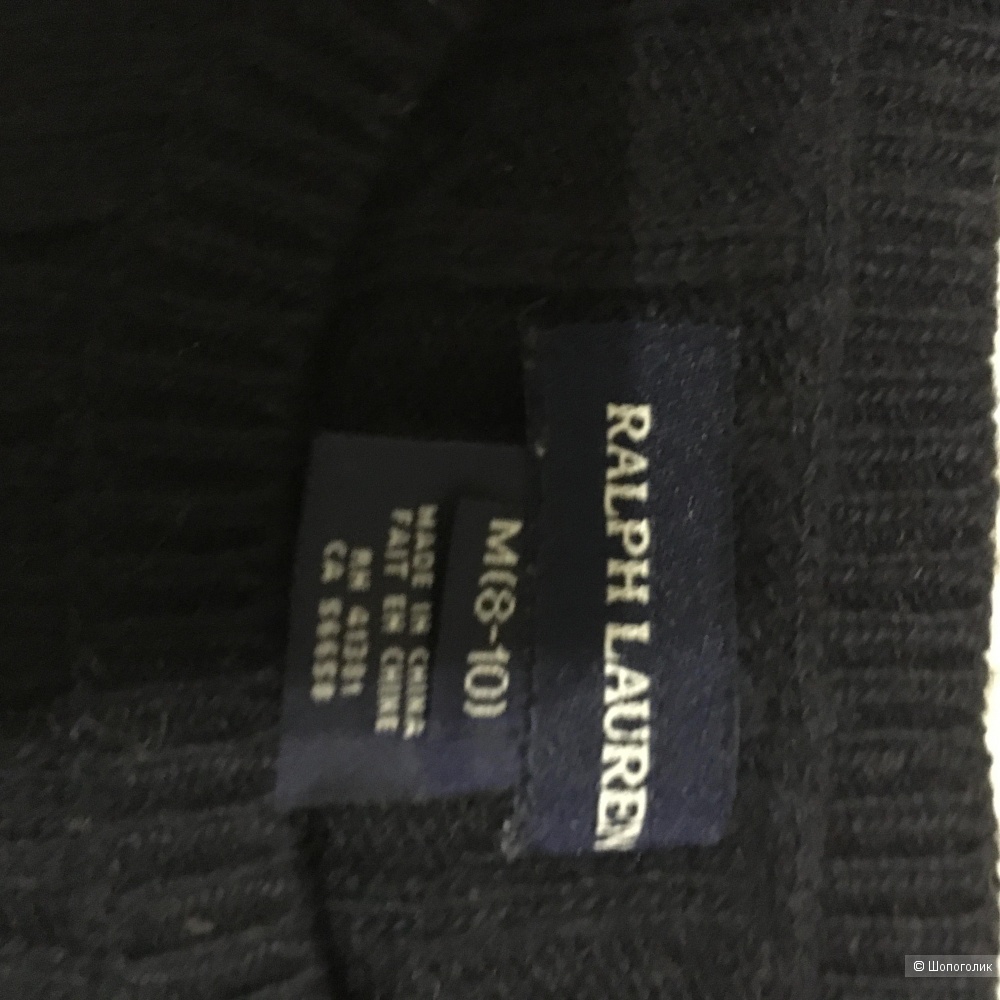 RALPH LAUREN
M(8-10)
MADE IN CHINA
FAIT EN CHINE
RN 41381
CA 56658
© Шопоголик